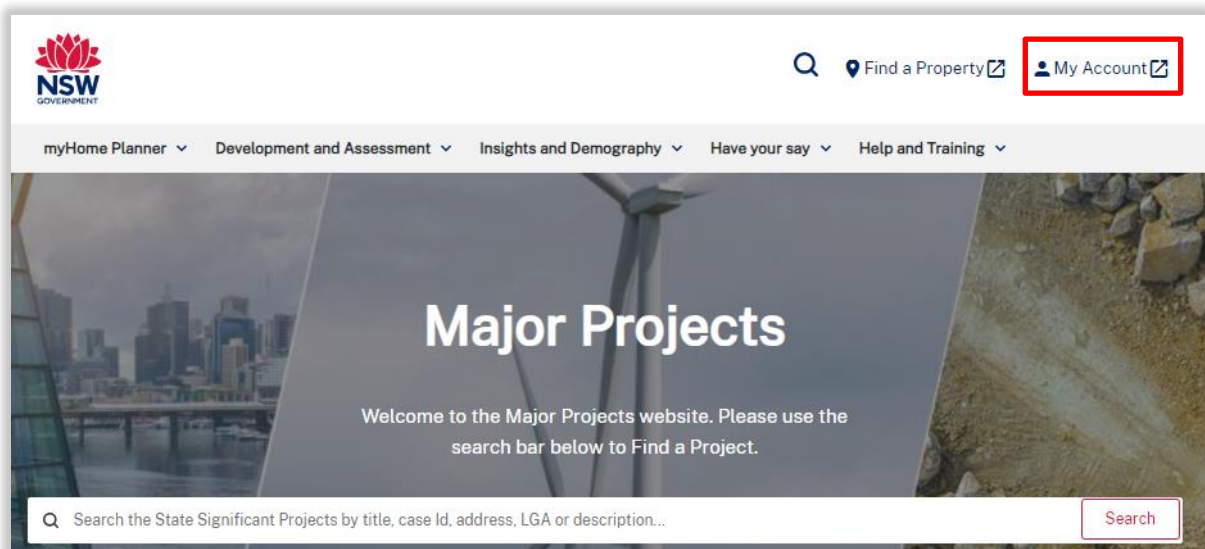 NSW
GOVERNMENT
Find a Property
My Account
myHome Planner
Development and Assessment
Insights and Demography
Have your say
Help and Training
Major Projects
Welcome to the Major Projects website. Please use the
search bar below to Find a Project.
Search the State Significant Projects by title, case Id, address, LGA or description...
Search